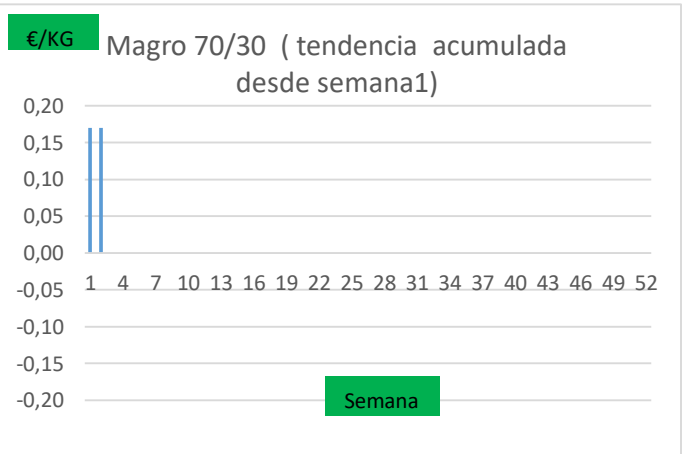 €/KG
Magro 70/30 ( tendencia acumulada
desde semana1)
0,20
0,15
0,10
0,05
0,00
1 4 7 10 13 16 19 22 25 28 31 34 37 40 43 46 49 52
-0,05
-0,10
-0,15
-0,20
Semana